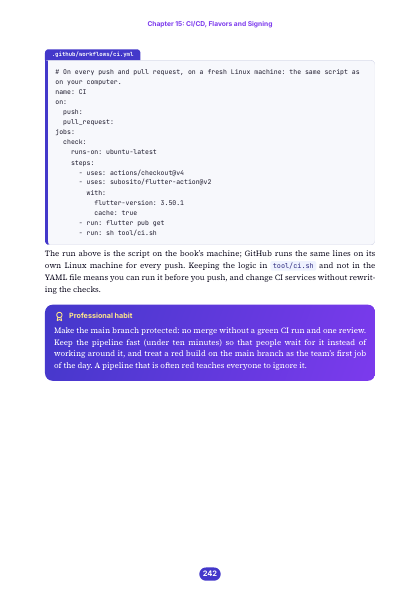 Chapter 15: CI/CD, Flavors and Signing
.github/workflows/ci.yml
# On every push and pull request, on a fresh Linux machine: the same script as
on your computer.
name: CI
on:
  push:
  pull_request:
jobs:
  check:
    runs-on: ubuntu-latest
    steps:
      - uses: actions/checkout@v4
      - uses: subosito/flutter-action@v2
        with:
          flutter-version: 3.50.1
          cache: true
      - run: flutter pub get
      - run: sh tool/ci.sh
The run above is the script on the book's machine; GitHub runs the same lines on its
own Linux machine for every push. Keeping the logic in tool/ci.sh and not in the
YAML file means you can run it before you push, and change CI services without rewrit-
ing the checks.
Professional habit
Make the main branch protected: no merge without a green CI run and one review.
Keep the pipeline fast (under ten minutes) so that people wait for it instead of
working around it, and treat a red build on the main branch as the team's first job
of the day. A pipeline that is often red teaches everyone to ignore it.
242